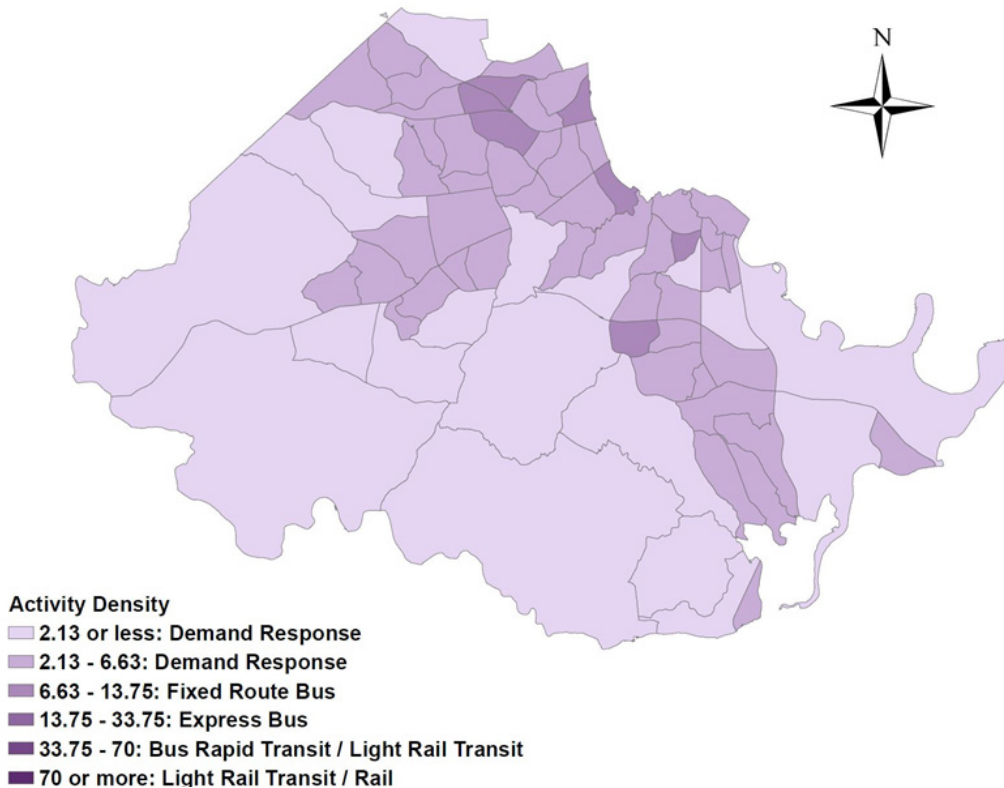 N
Activity Density
2.13 or less: Demand Response
2.13 - 6.63: Demand Response
6.63 - 13.75: Fixed Route Bus
13.75 - 33.75: Express Bus
33.75 - 70: Bus Rapid Transit / Light Rail Transit
70 or more: Light Rail Transit / Rail